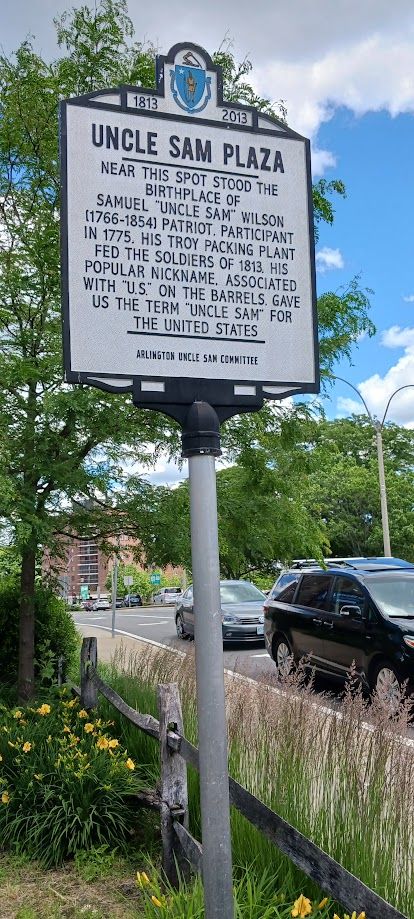 1813 2013
UNCLE SAM PLAZA
NEAR THIS SPOT STOOD THE
BIRTHPLACE OF
SAMUEL "UNCLE SAM" WILSON
(1766-1854) PATRIOT, PARTICIPANT
IN 1775. HIS TROY PACKING PLANT
FED THE SOLDIERS OF 1813. HIS
POPULAR NICKNAME, ASSOCIATED
WITH "U.S" ON THE BARRELS, GAVE
US THE TERM "UNCLE SAM" FOR
THE UNITED STATES
ARLINGTON UNCLE SAM COMMITTEE